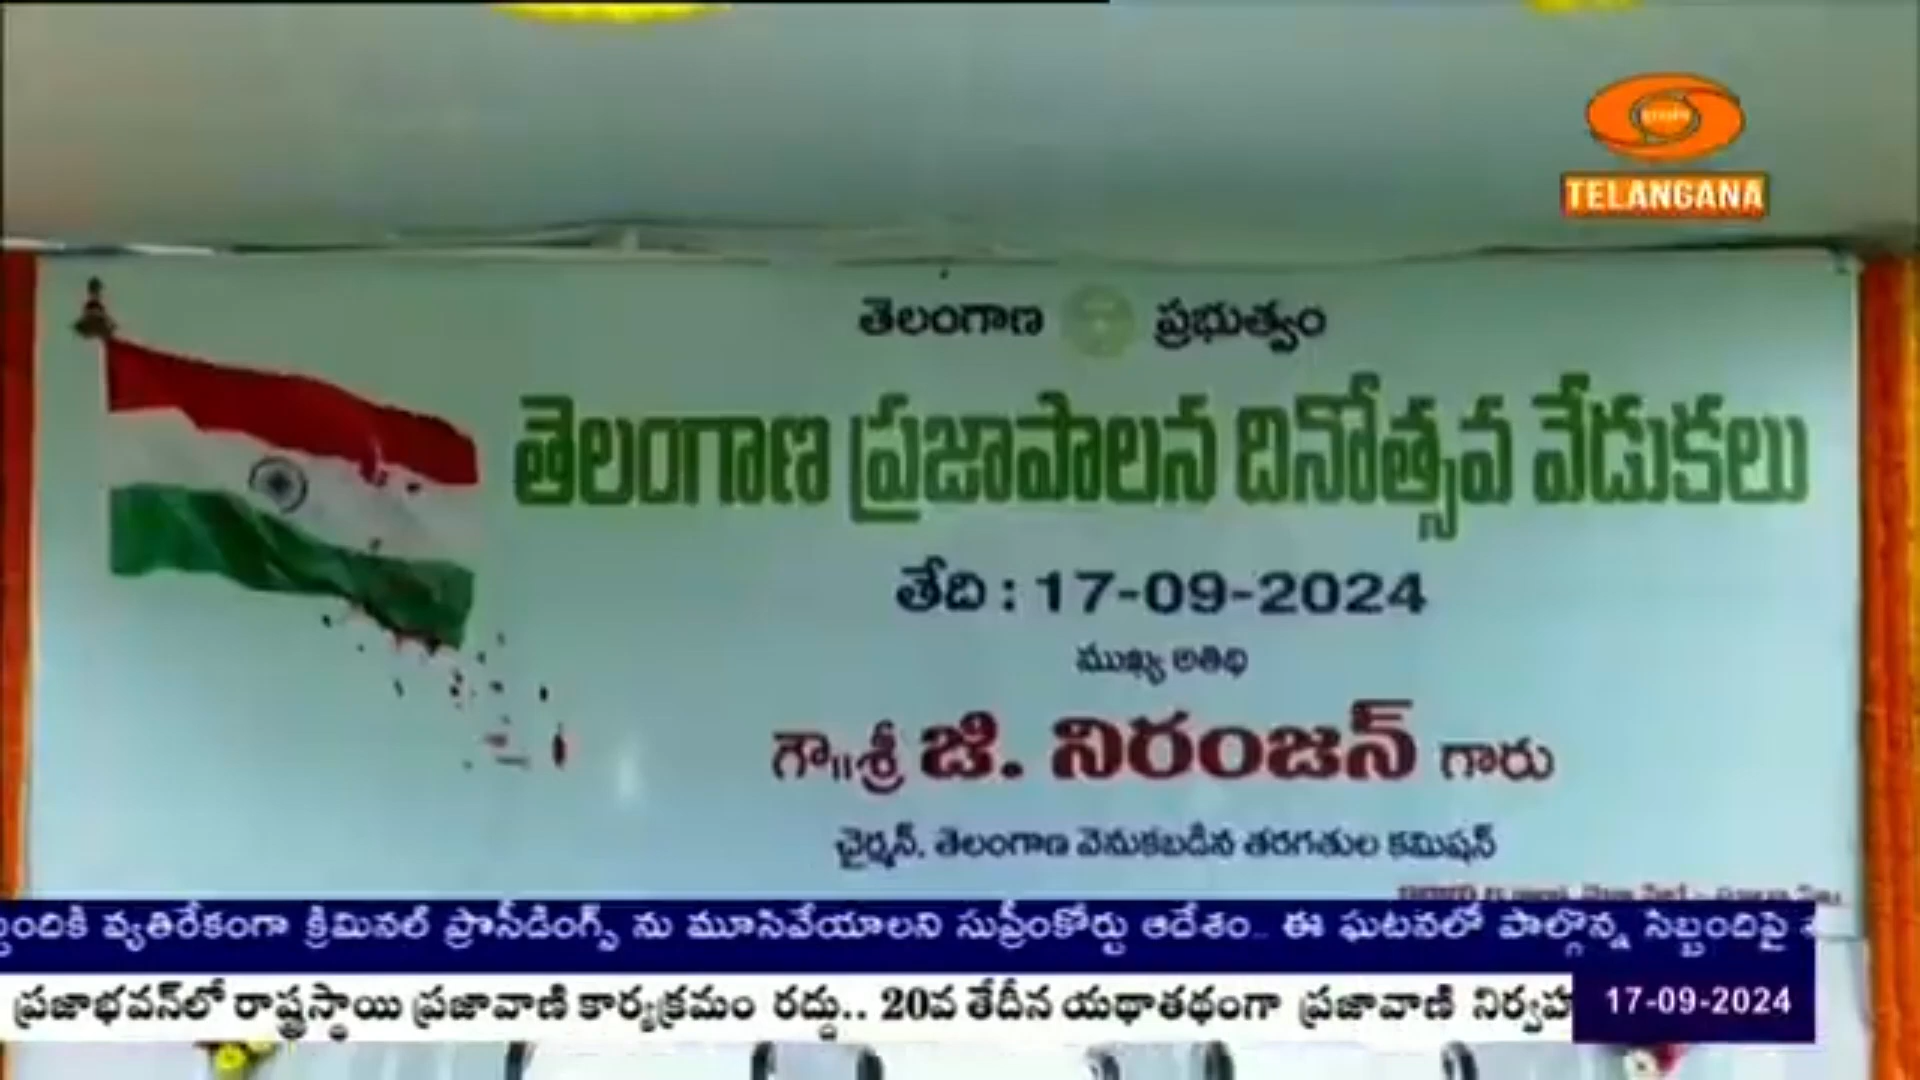 TELANGANA
తెలంగాణ ప్రభుత్వం
తెలంగాణ ప్రజాపాలన దినోత్సవ వేడుకలు
తేది : 17-09-2024
ముఖ్య అతిథి
గౌ॥శ్రీ జి. నిరంజన్ గారు
ఛైర్మన్. తెలంగాణ వెనుకబడిన తరగతుల కమిషన్
వ్యతిరేకంగా క్రిమినల్ ప్రొసీడింగ్స్ ను మూసివేయాలని సుప్రీంకోర్టు ఆదేశం.. ఈ ఘటనలో పాల్గొన్న సిబ్బందిపై
ప్రజాభవన్‌లో రాష్ట్రస్థాయి ప్రజావాణి కార్యక్రమం రద్దు.. 20వ తేదీన యథాతథంగా ప్రజావాణి 17-09-2024